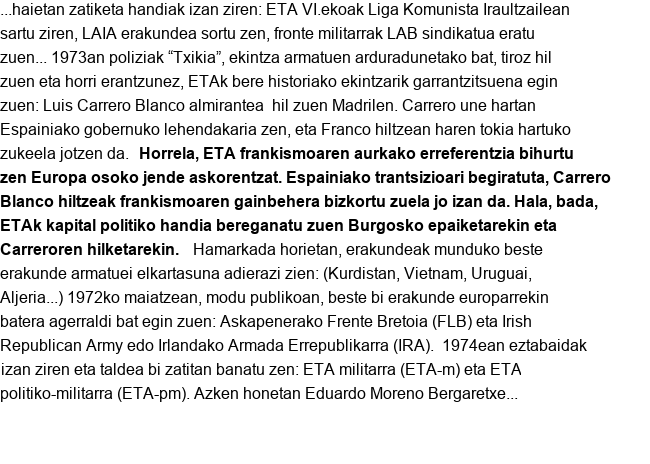 ...haietan zatiketa handiak izan ziren: ETA VI.ekoak Liga Komunista Iraultzailean
sartu ziren, LAIA erakundea sortu zen, fronte militarrak LAB sindikatua eratu
zuen... 1973an poliziak “Txikia”, ekintza armatuen arduradunetako bat, tiroz hil
zuen eta horri erantzunez, ETAk bere historiako ekintzarik garrantzitsuena egin
zuen: Luis Carrero Blanco almirantea  hil zuen Madrilen. Carrero une hartan
Espainiako gobernuko lehendakaria zen, eta Franco hiltzean haren tokia hartuko
zukeela jotzen da.  Horrela, ETA frankismoaren aurkako erreferentzia bihurtu
zen Europa osoko jende askorentzat. Espainiako trantsizioari begiratuta, Carrero
Blanco hiltzeak frankismoaren gainbehera bizkortu zuela jo izan da. Hala, bada,
ETAk kapital politiko handia bereganatu zuen Burgosko epaiketarekin eta
Carreroren hilketarekin.   Hamarkada horietan, erakundeak munduko beste
erakunde armatuei elkartasuna adierazi zien: (Kurdistan, Vietnam, Uruguai,
Aljeria...) 1972ko maiatzean, modu publikoan, beste bi erakunde europarrekin
batera agerraldi bat egin zuen: Askapenerako Frente Bretoia (FLB) eta Irish
Republican Army edo Irlandako Armada Errepublikarra (IRA).  1974ean eztabaidak
izan ziren eta taldea bi zatitan banatu zen: ETA militarra (ETA-m) eta ETA
politiko-militarra (ETA-pm). Azken honetan Eduardo Moreno Bergaretxe...